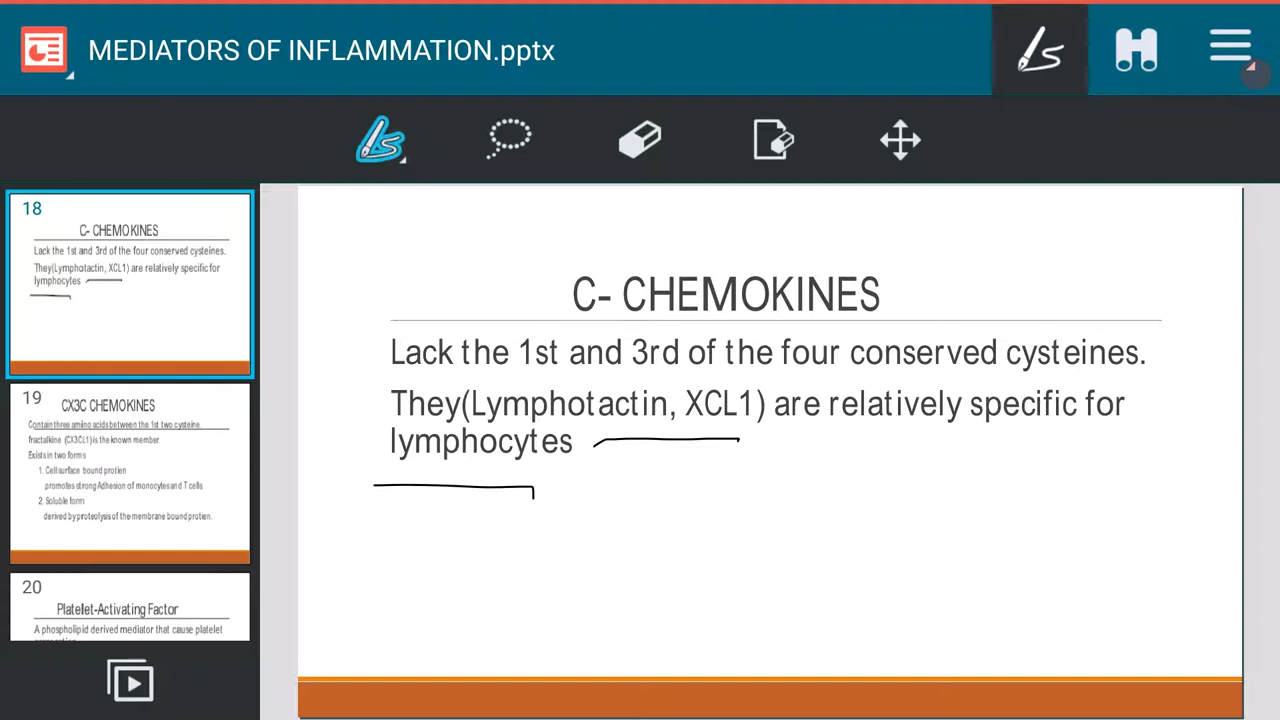 MEDIATORS OF INFLAMMATION.pptx
18
C- CHEMOKINES
Lack the 1st and 3rd of the four conserved cysteines.
They(Lymphotactin, XCL1) are relatively specific for
lymphocytes
19
CX3C CHEMOKINES
Contain three amino acids between the 1st two cysteine.
fractalkine (CX3CL1) is the known member
Exists in two forms
1. Cell surface bound protien
promotes strong Adhesion of monocytes and T cells
2. Soluble form
derived by proteolysis of the membrane bound protien.
20
Platelet-Activating Factor
A phospholipid derived mediator that cause platelet
C- CHEMOKINES
Lack the 1st and 3rd of the four conserved cysteines.
They(Lymphotactin, XCL1) are relatively specific for
lymphocytes